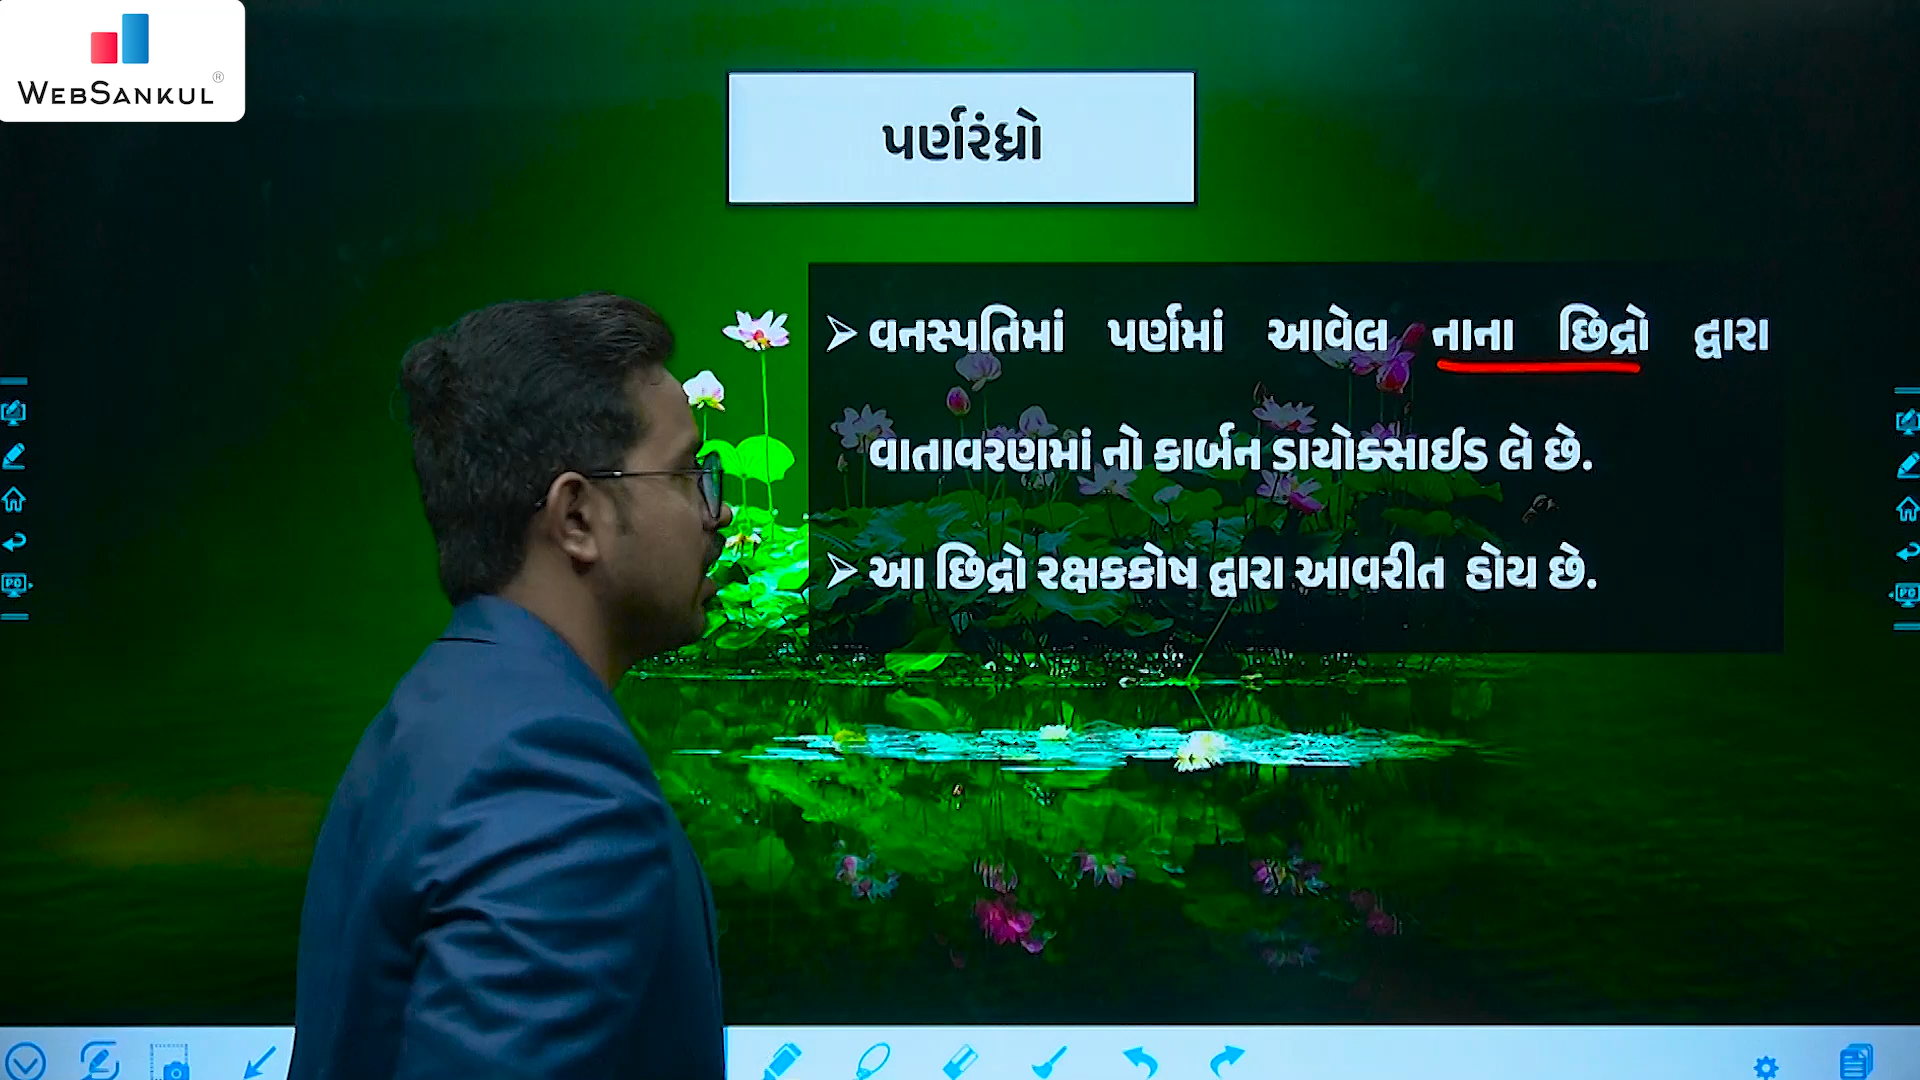 WEBSANKUL®
પર્ણરંધ્રો
➢ વનસ્પતિમાં પર્ણમાં આવેલ નાના છિદ્રો દ્વારા
વાતાવરણમાં નો કાર્બન ડાયોક્સાઈડ લે છે.
➢ આ છિદ્રો રક્ષકકોષ દ્વારા આવરીત હોય છે.